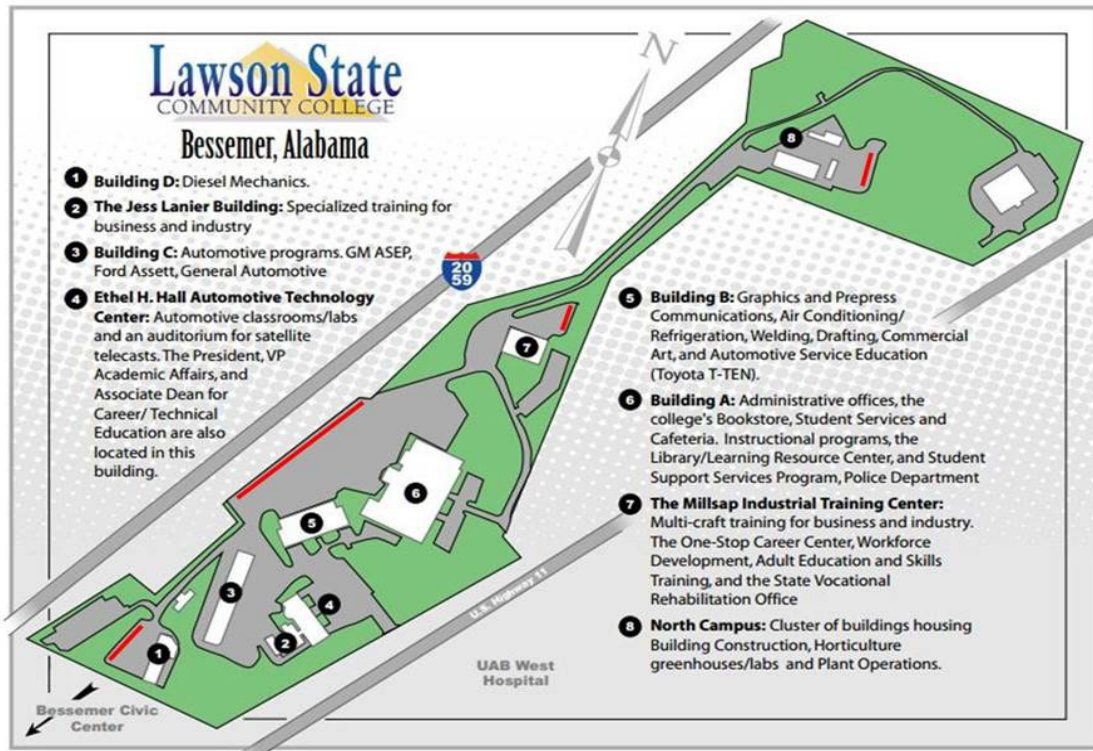 Lawson State
COMMUNITY COLLEGE
Bessemer, Alabama
1 Building D: Diesel Mechanics.
2 The Jess Lanier Building: Specialized training for
business and industry
3 Building C: Automotive programs. GM ASEP,
Ford Assett, General Automotive
4 Ethel H. Hall Automotive Technology
Center: Automotive classrooms/labs
and an auditorium for satellite
telecasts. The President, VP
Academic Affairs, and
Associate Dean for
Career/ Technical
Education are also
located in this
building.
N
20
59
8
7
6
5
3
4
2
1
5 Building B: Graphics and Prepress
Communications, Air Conditioning/
Refrigeration, Welding, Drafting, Commercial
Art, and Automotive Service Education
(Toyota T-TEN).
6 Building A: Administrative offices, the
college's Bookstore, Student Services and
Cafeteria. Instructional programs, the
Library/Learning Resource Center, and Student
Support Services Program, Police Department
7 The Millsap Industrial Training Center:
Multi-craft training for business and industry.
The One-Stop Career Center, Workforce
Development, Adult Education and Skills
Training, and the State Vocational
Rehabilitation Office
8 North Campus: Cluster of buildings housing
Building Construction, Horticulture
greenhouses/labs and Plant Operations.
U.S. Highway 11
UAB West
Hospital
Bessemer Civic
Center